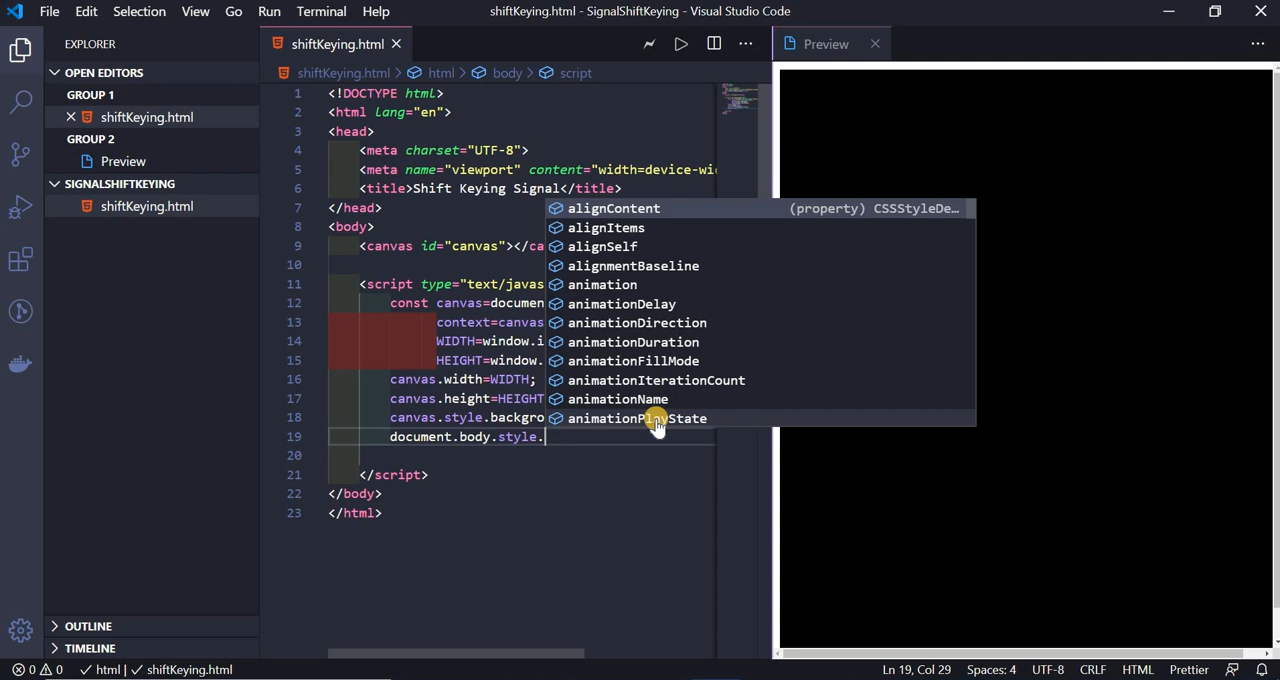 File Edit Selection View Go Run Terminal Help
shiftKeying.html - SignalShiftKeying - Visual Studio Code
EXPLORER
OPEN EDITORS
GROUP 1
shiftKeying.html
GROUP 2
Preview
SIGNALSHIFTKEYING
shiftKeying.html
OUTLINE
TIMELINE
shiftKeying.html
shiftKeying.html > html > body > script
1 <!DOCTYPE html>
2 <html lang="en">
3 <head>
4 <meta charset="UTF-8">
5 <meta name="viewport" content="width=device-wi
6 <title>Shift Keying Signal</title>
7 </head>
8 <body>
9 <canvas id="canvas"></ca
10
11 <script type="text/javas
12 const canvas=documen
13 context=canvas
14 WIDTH=window.i
15 HEIGHT=window.
16 canvas.width=WIDTH;
17 canvas.height=HEIGHT
18 canvas.style.backgro
19 document.body.style.
20
21 </script>
22 </body>
23 </html>
alignContent (property) CSSStyleDe…
alignItems
alignSelf
alignmentBaseline
animation
animationDelay
animationDirection
animationDuration
animationFillMode
animationIterationCount
animationName
animationPlayState
Preview
0 0 html | shiftKeying.html
Ln 19, Col 29 Spaces: 4 UTF-8 CRLF HTML Prettier